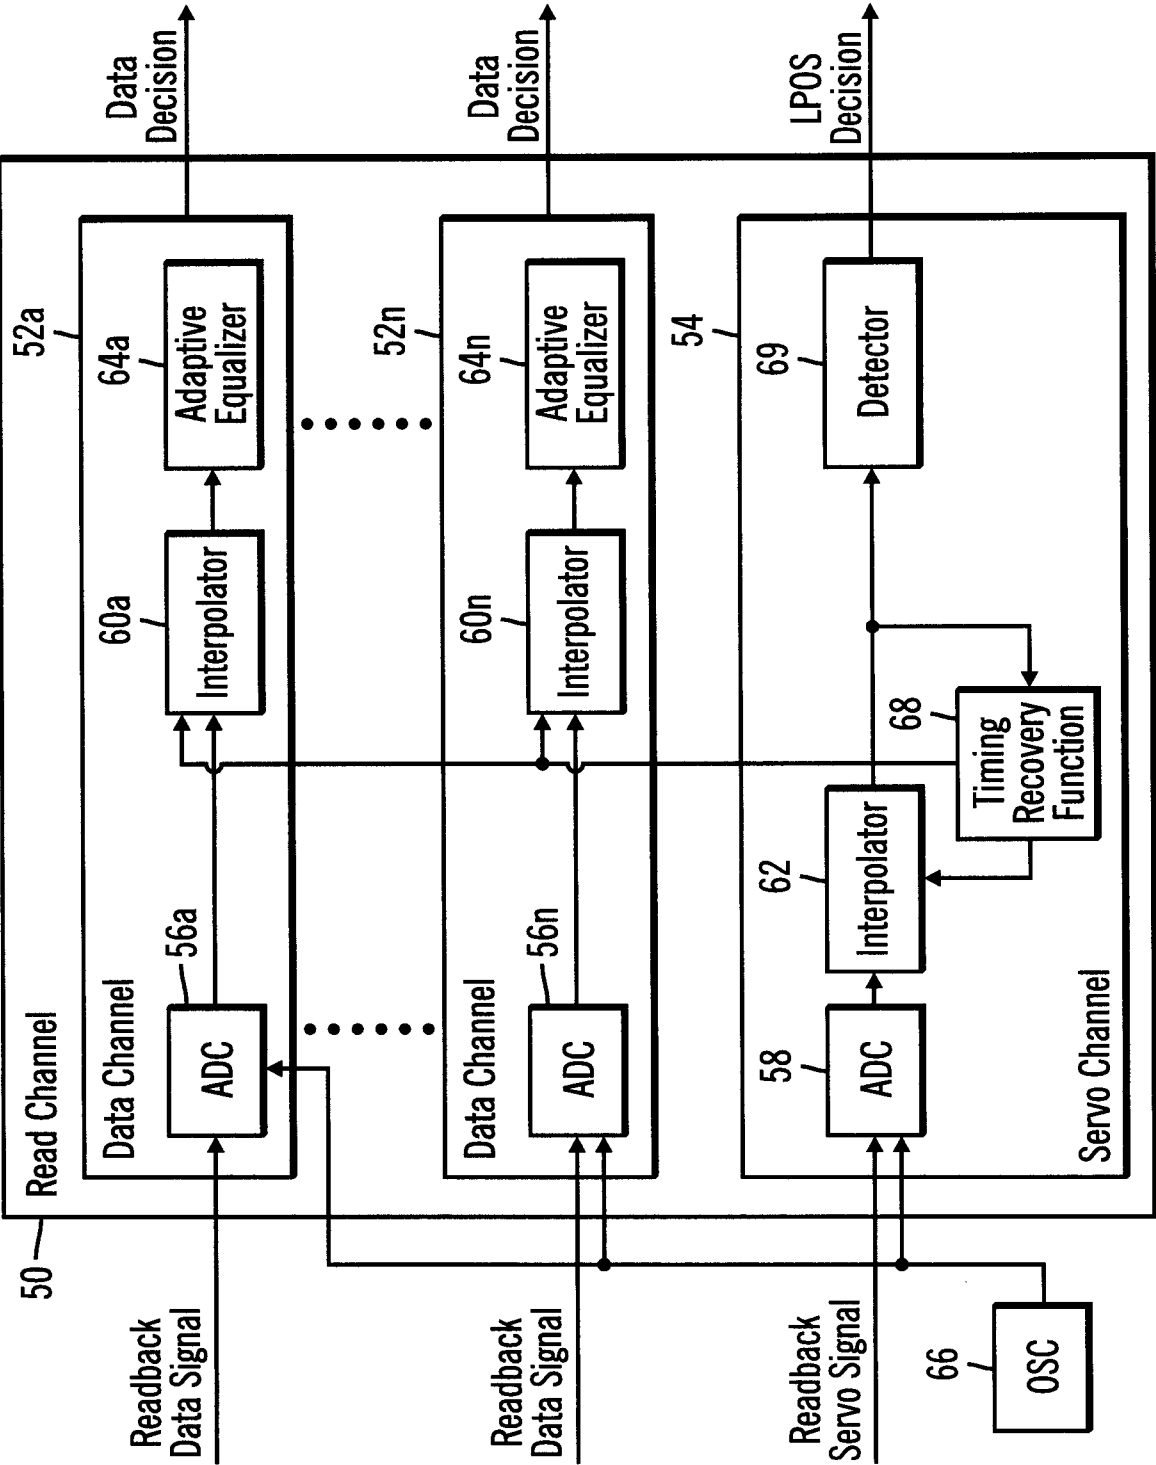 Read Channel
50
Data Channel
52a
Readback
Data Signal
ADC
56a
Interpolator
60a
Adaptive
Equalizer
64a
Data
Decision
Data Channel
52n
Readback
Data Signal
ADC
56n
Interpolator
60n
Adaptive
Equalizer
64n
Data
Decision
Servo Channel
54
Readback
Servo Signal
ADC
58
Interpolator
62
Timing
Recovery
Function
68
Detector
69
LPOS
Decision
OSC
66